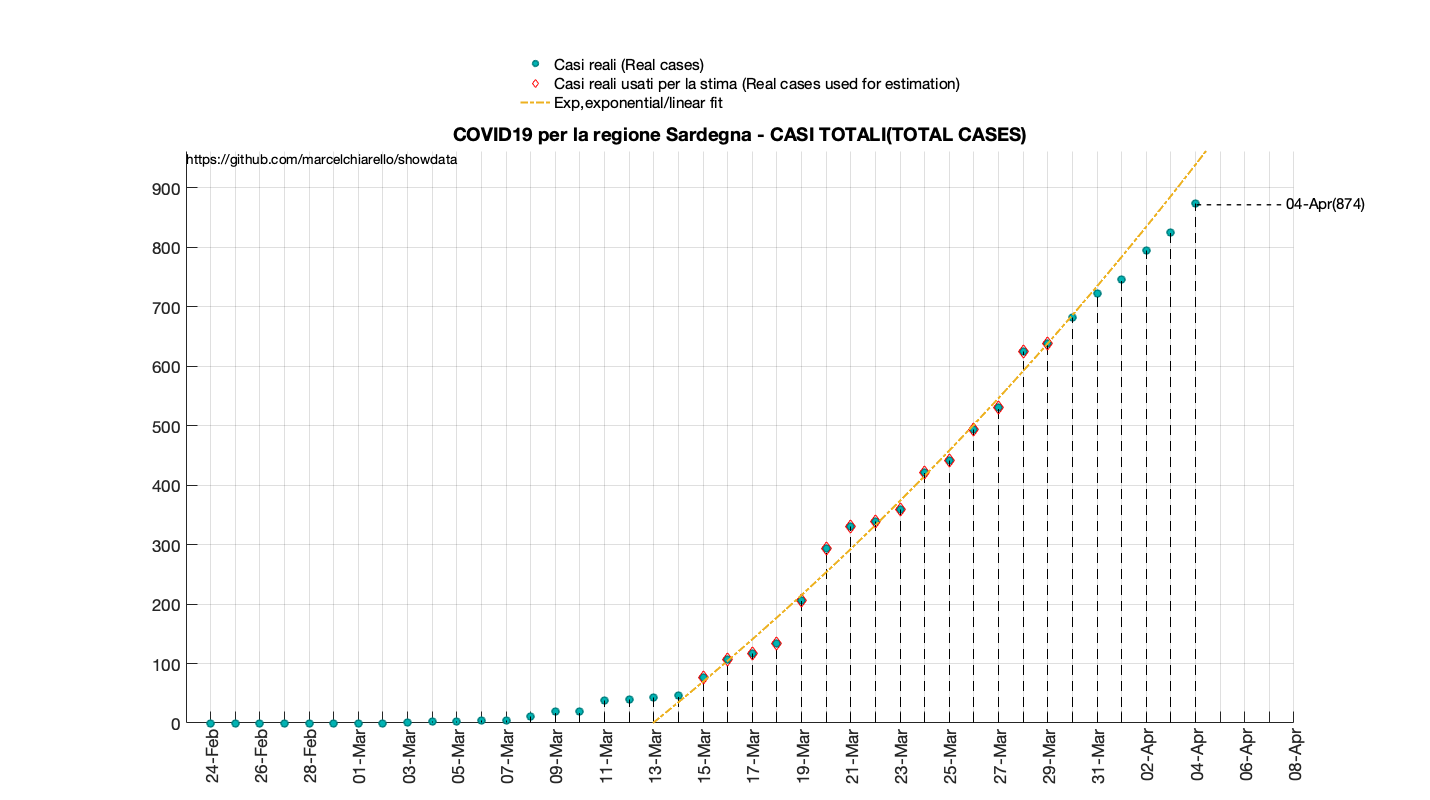 Casi reali (Real cases)
Casi reali usati per la stima (Real cases used for estimation)
Exp,exponential/linear fit
COVID19 per la regione Sardegna - CASI TOTALI(TOTAL CASES)
https://github.com/marcelchiarello/showdata
900
04-Apr(874)
800
700
600
500
400
300
200
100
0
24-Feb
26-Feb
28-Feb
01-Mar
03-Mar
05-Mar
07-Mar
09-Mar
11-Mar
13-Mar
15-Mar
17-Mar
19-Mar
21-Mar
23-Mar
25-Mar
27-Mar
29-Mar
31-Mar
02-Apr
04-Apr
06-Apr
08-Apr